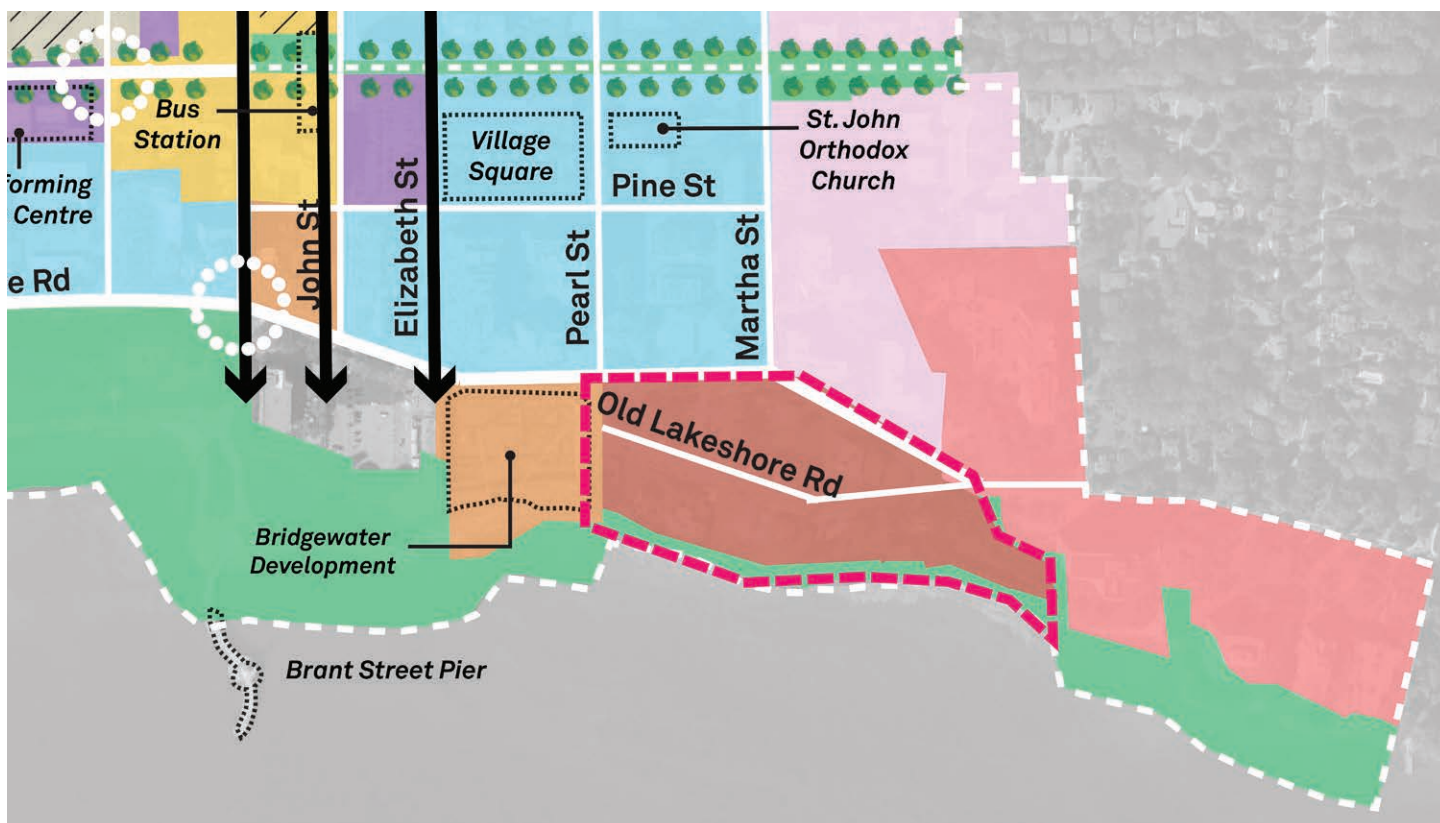 Bus
Station
forming
Centre
e Rd
John St
Elizabeth St
Village
Square
Pearl St
Pine St
Martha St
St. John
Orthodox
Church
Old Lakeshore Rd
Bridgewater
Development
Brant Street Pier